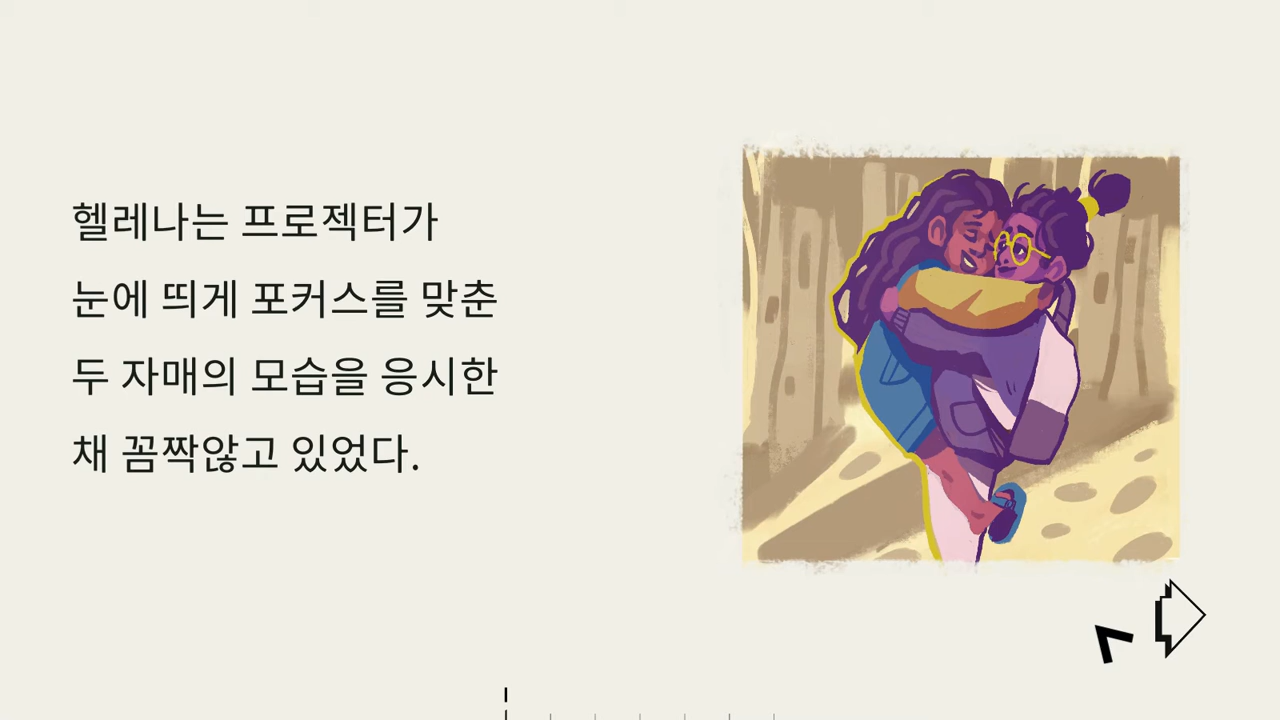 헬레나는 프로젝터가
눈에 띄게 포커스를 맞춘
두 자매의 모습을 응시한
채 꼼짝않고 있었다.